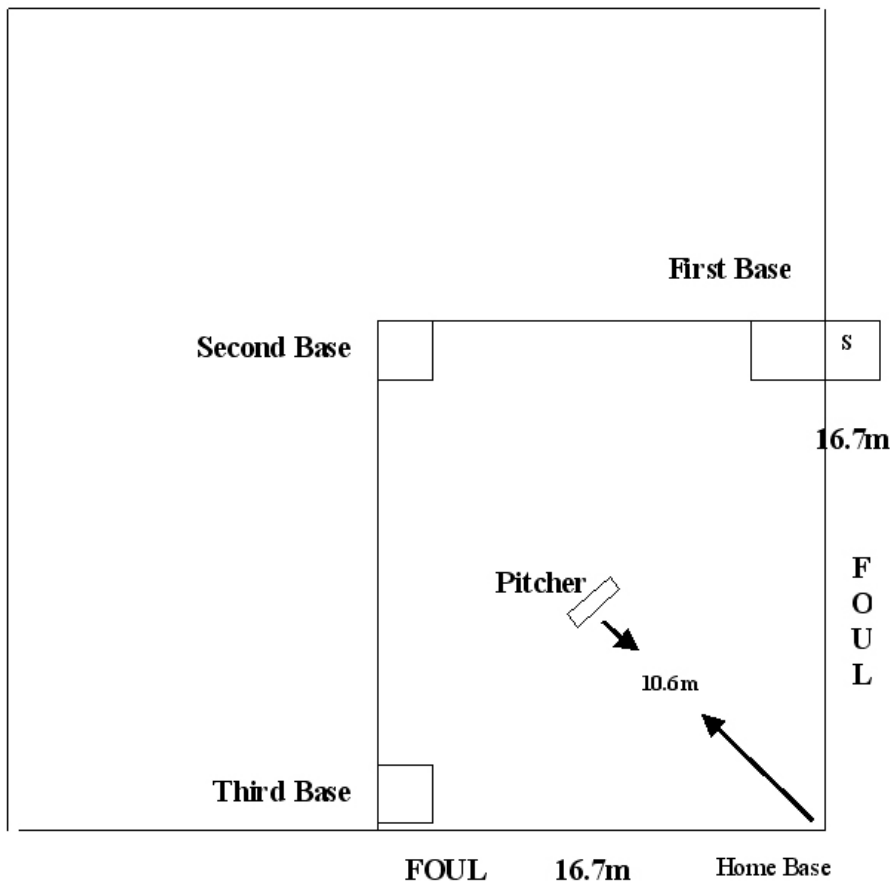 First Base
Second Base
S
16.7m
Pitcher
F
O
U
L
10.6m
Third Base
FOUL 16.7m Home Base